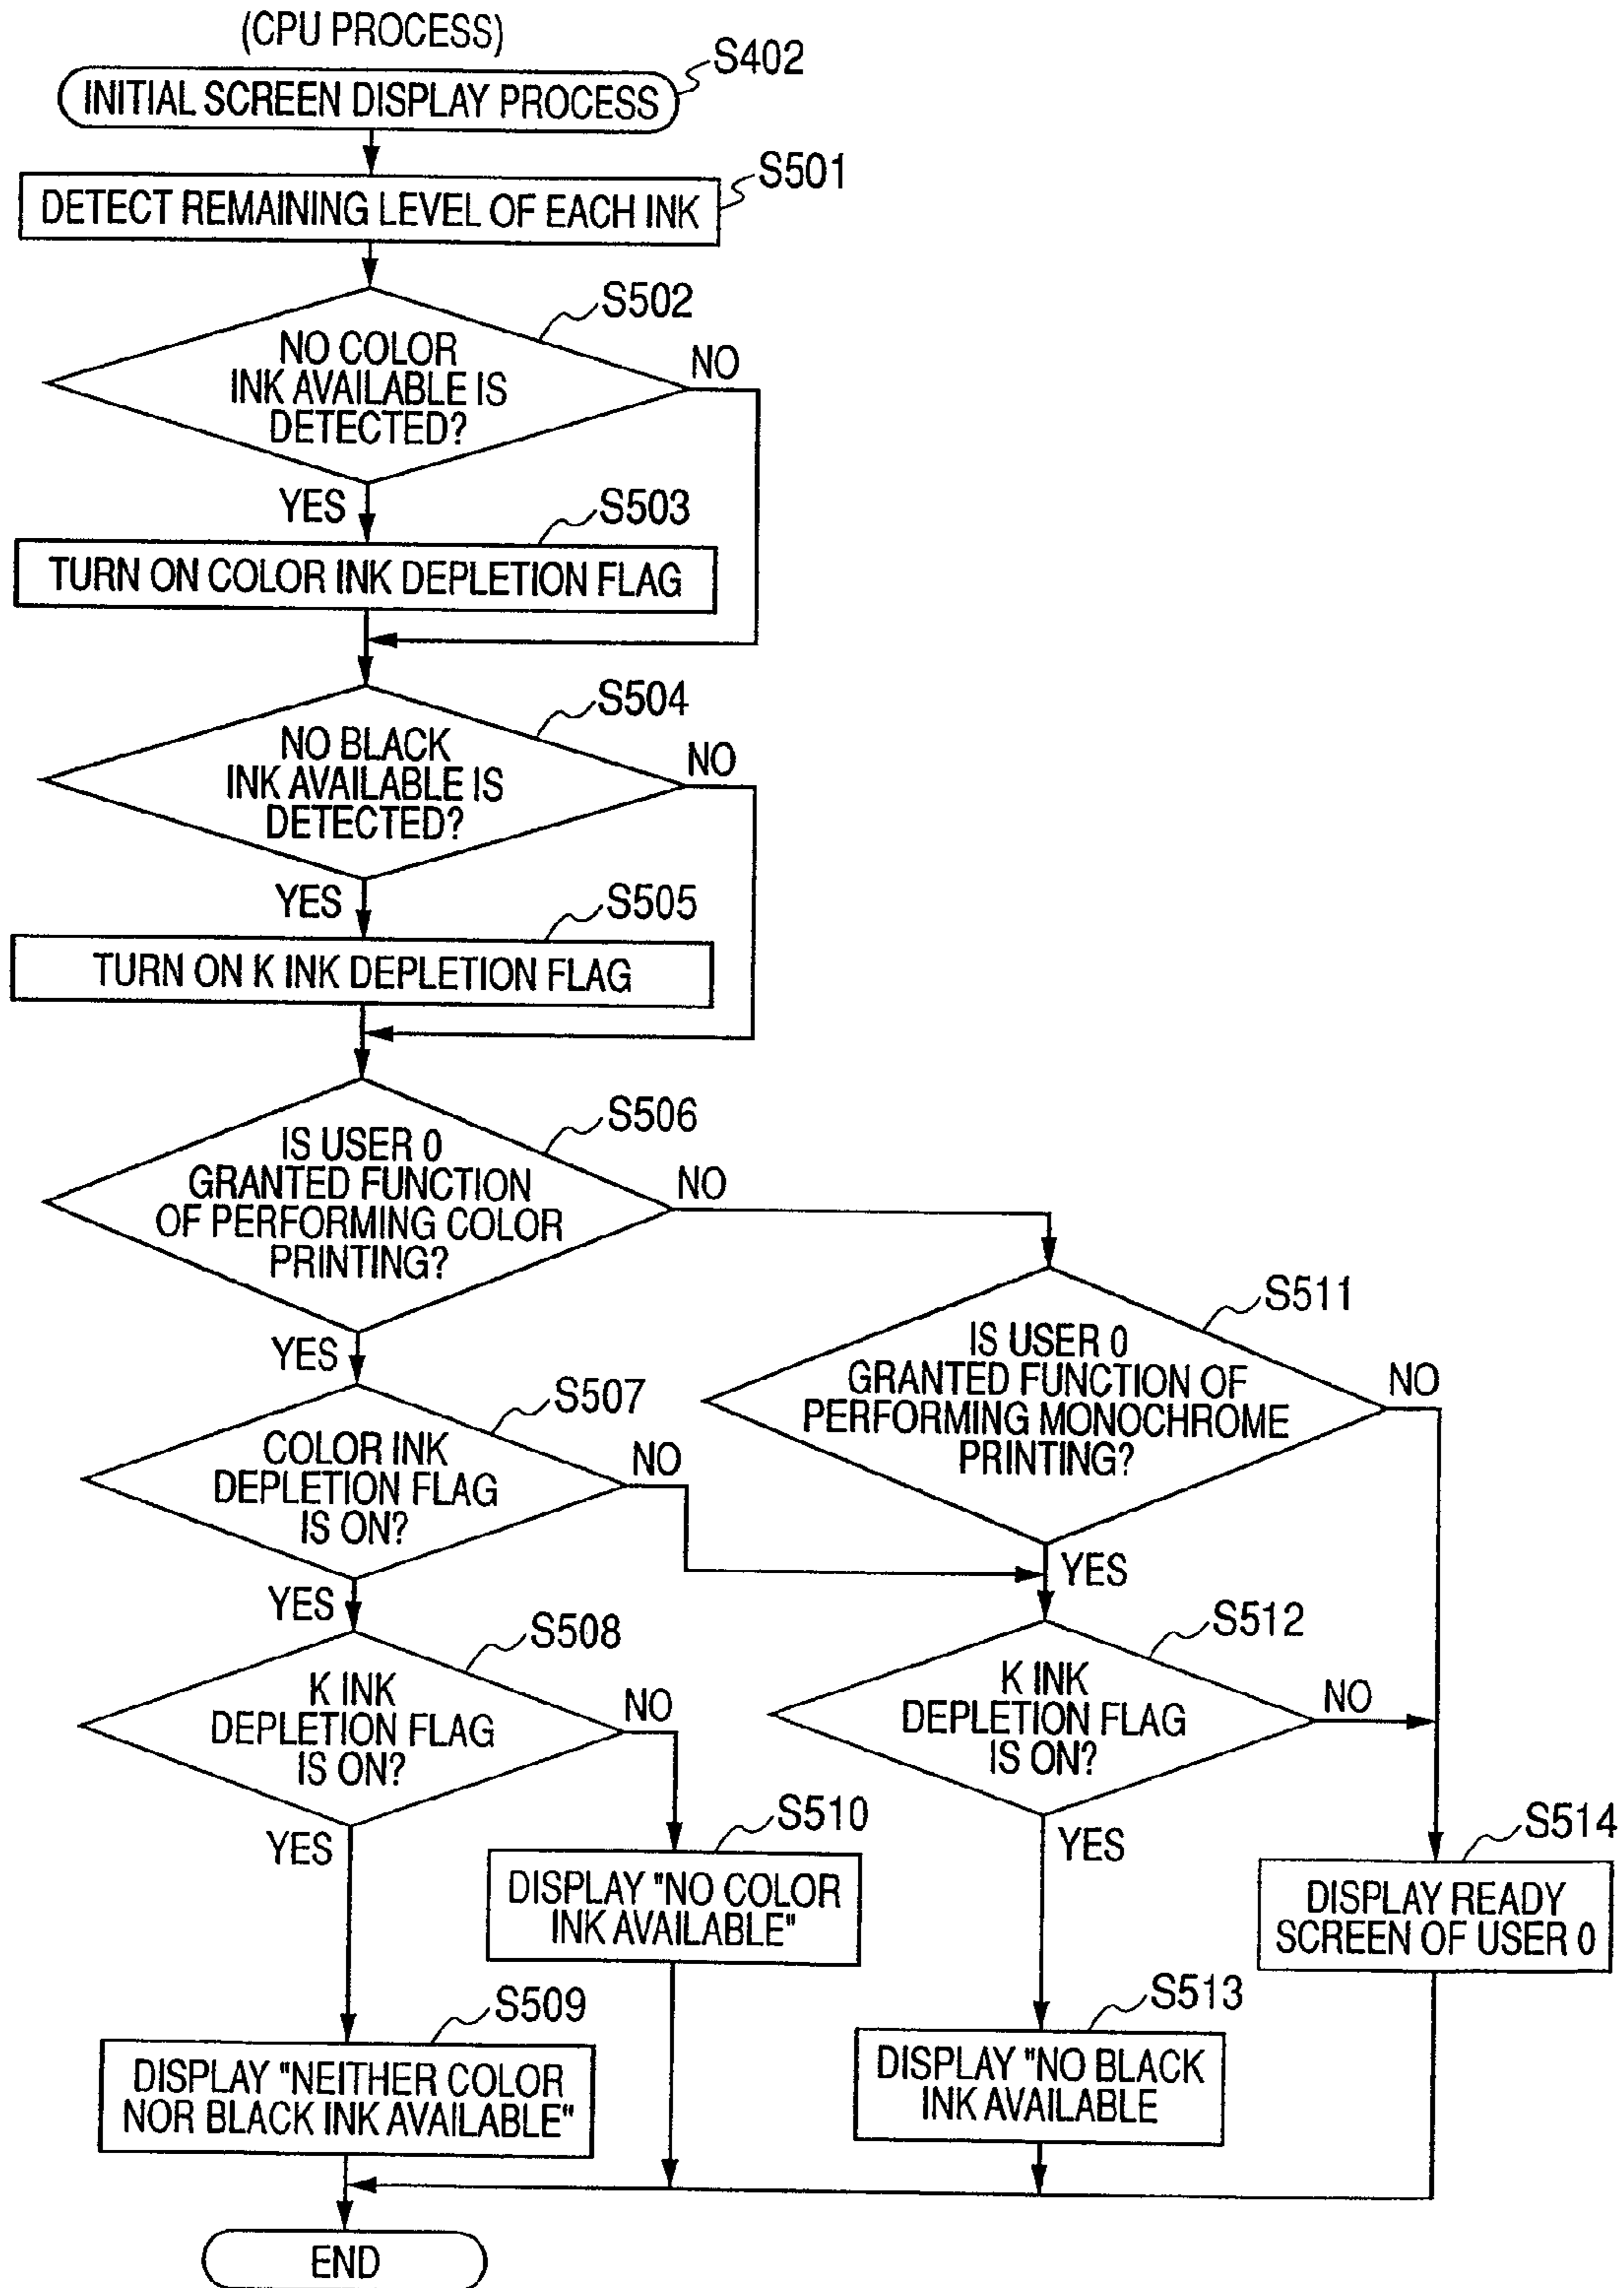 (CPU PROCESS)
S402
INITIAL SCREEN DISPLAY PROCESS
S501
DETECT REMAINING LEVEL OF EACH INK
S502
NO COLOR
INK AVAILABLE IS
DETECTED?
NO
YES
S503
TURN ON COLOR INK DEPLETION FLAG
S504
NO BLACK
INK AVAILABLE IS
DETECTED?
NO
YES
S505
TURN ON K INK DEPLETION FLAG
S506
IS USER 0
GRANTED FUNCTION
OF PERFORMING COLOR
PRINTING?
NO
YES
S511
IS USER 0
GRANTED FUNCTION OF
PERFORMING MONOCHROME
PRINTING?
NO
YES
S507
COLOR INK
DEPLETION FLAG
IS ON?
NO
YES
S508
K INK
DEPLETION FLAG
IS ON?
NO
YES
S512
K INK
DEPLETION FLAG
IS ON?
NO
YES
S510
DISPLAY "NO COLOR
INK AVAILABLE"
S514
DISPLAY READY
SCREEN OF USER 0
S509
DISPLAY "NEITHER COLOR
NOR BLACK INK AVAILABLE"
S513
DISPLAY "NO BLACK
INK AVAILABLE
END